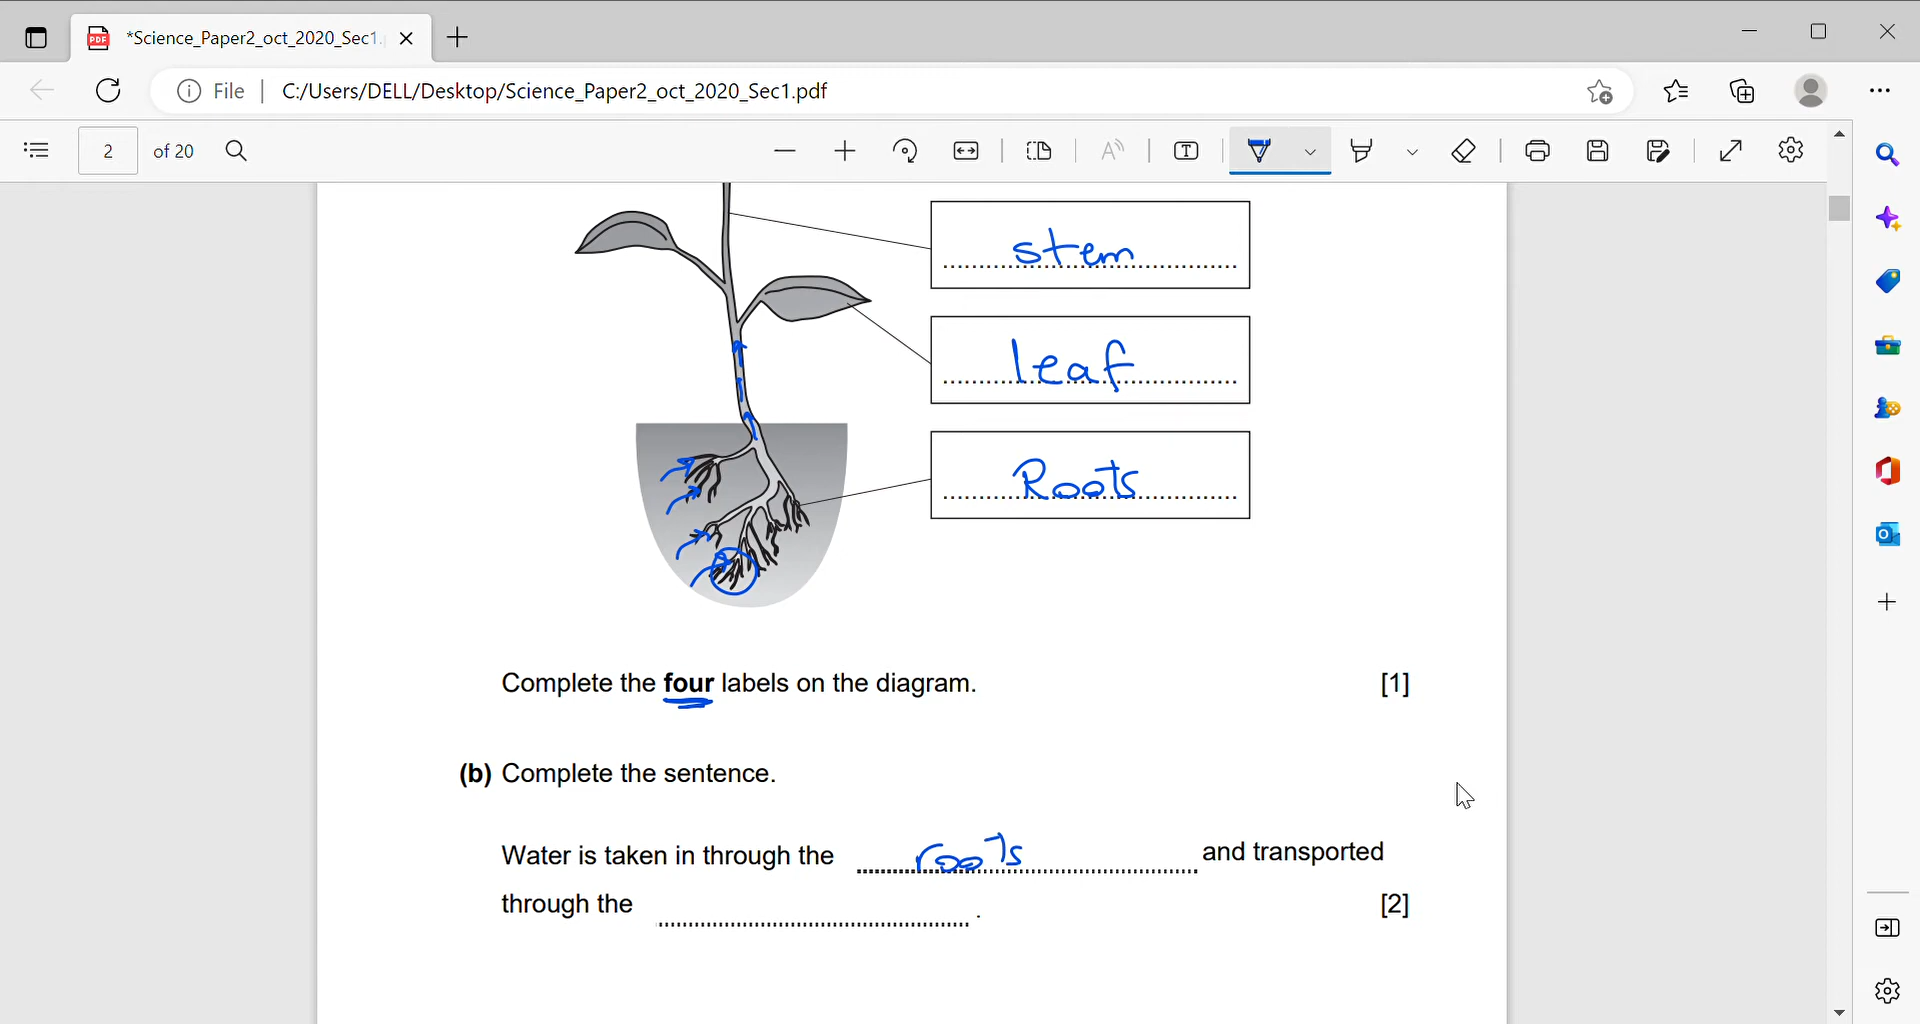 *Science_Paper2_oct_2020_Sec1.
File
C:/Users/DELL/Desktop/Science_Paper2_oct_2020_Sec1.pdf
2 of 20
stem
leaf
Roots
Complete the four labels on the diagram. [1]
(b) Complete the sentence.
Water is taken in through the roots and transported
through the . [2]